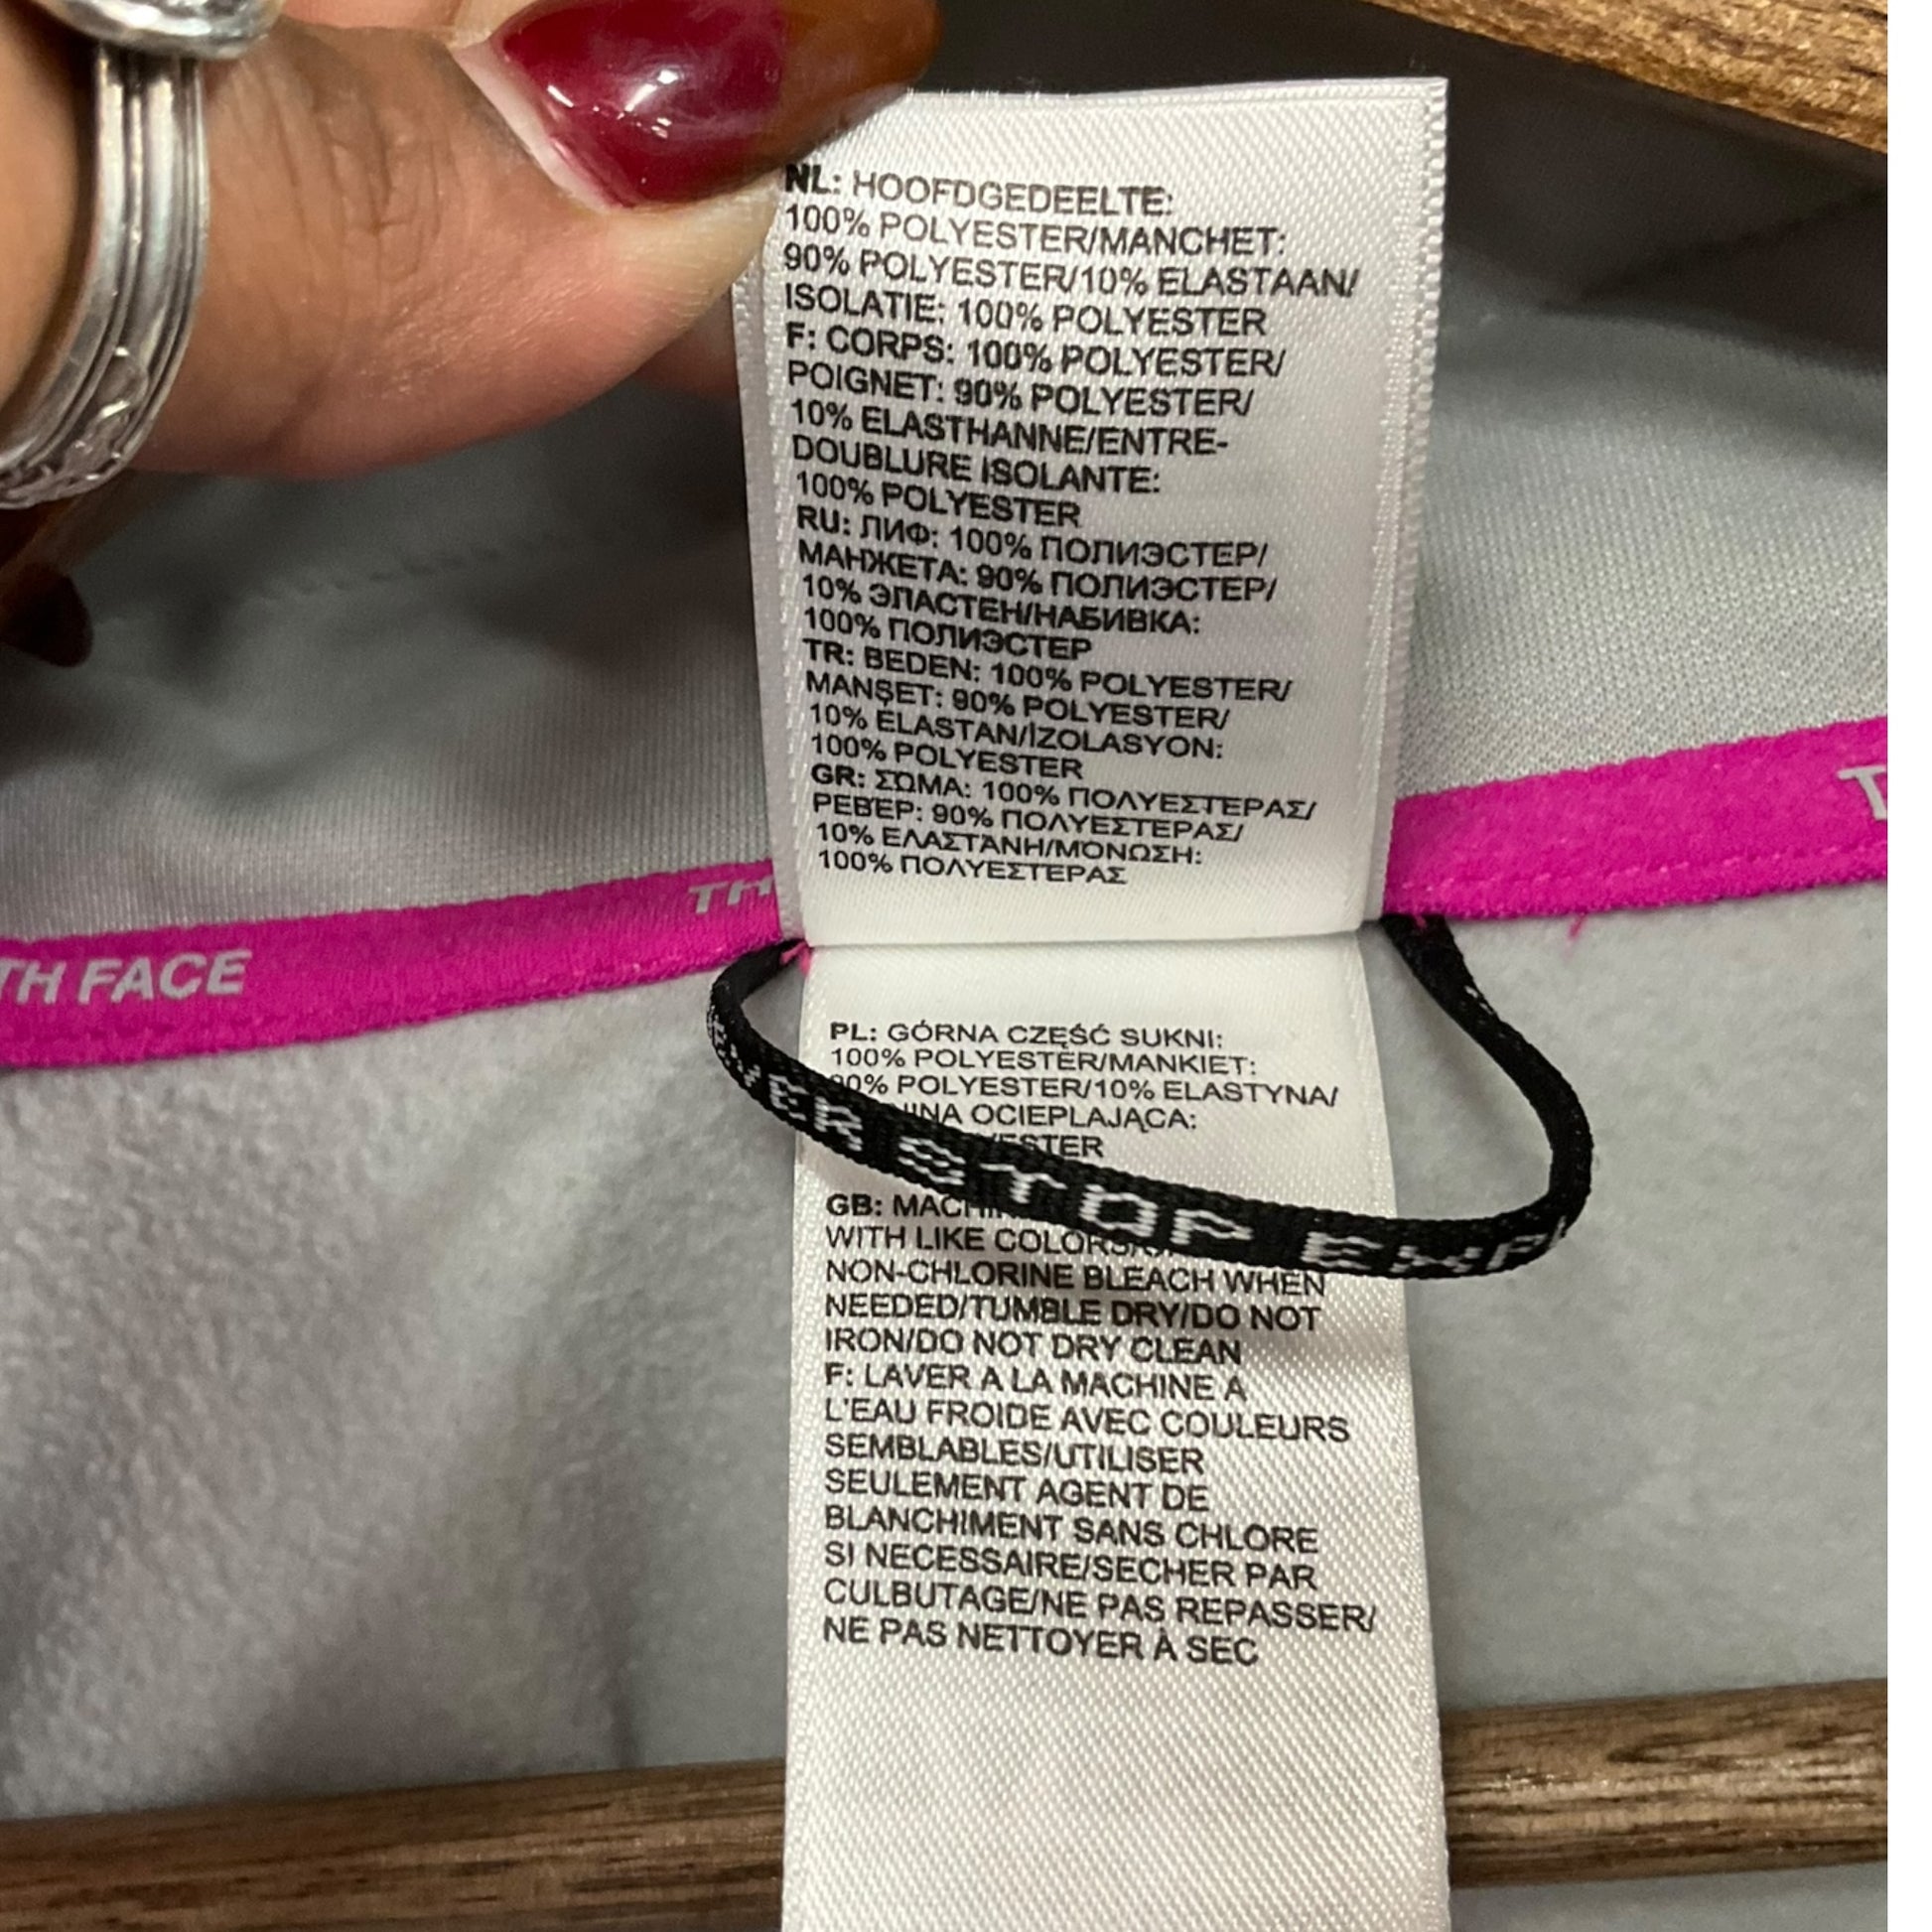 NL: HOOFDGEDEELTE:
100% POLYESTER/MANCHET:
90% POLYESTER/10% ELASTAAN/
ISOLATIE: 100% POLYESTER
F: CORPS: 100% POLYESTER/
POIGNET: 90% POLYESTER/
10% ELASTHANNE/ENTRE-
DOUBLURE ISOLANTE:
100% POLYESTER
RU: ЛИФ: 100% ПОЛИЭСТЕР/
МАНЖЕТА: 90% ПОЛИЭСТЕР/
10% ЭЛАСТЕН/НАБИВКА:
100% ПОЛИЭСТЕР
TR: BEDEN: 100% POLYESTER/
MANŞET: 90% POLYESTER/
10% ELASTAN/İZOLASYON:
100% POLYESTER
GR: ΣΩΜΑ: 100% ΠΟΛΥΕΣΤΕΡΑΣ/
ΡΕΒΕΡ: 90% ΠΟΛΥΕΣΤΕΡΑΣ/
10% ΕΛΑΣΤΑΝΗ/ΜΟΝΩΣΗ:
100% ΠΟΛΥΕΣΤΕΡΑΣ
TH FACE
PL: GÓRNA CZĘŚĆ SUKNI:
100% POLYESTER/MANKIET:
90% POLYESTER/10% ELASTYNA/
OCIEPLAJĄCA:
STOP
GB:
WITH LIKE COLORS/
NON-CHLORINE BLEACH WHEN
NEEDED/TUMBLE DRY/DO NOT
IRON/DO NOT DRY CLEAN
F: LAVER A LA MACHINE A
L'EAU FROIDE AVEC COULEURS
SEMBLABLES/UTILISER
SEULEMENT AGENT DE
BLANCHIMENT SANS CHLORE
SI NECESSAIRE/SECHER PAR
CULBUTAGE/NE PAS REPASSER/
NE PAS NETTOYER À SEC